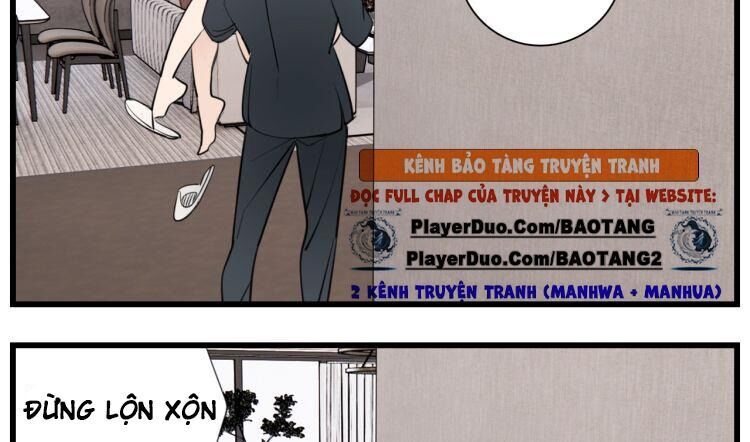 KÊNH BẢO TÀNG TRUYỆN TRANH
ĐỌC FULL CHAP CỦA TRUYỆN NÀY > TẠI WEBSITE:
PlayerDuo.Com/BAOTANG
PlayerDuo.Com/BAOTANG2
2 KÊNH TRUYỆN TRANH (MANHWA + MANHUA)
ĐỪNG LỘN XỘN